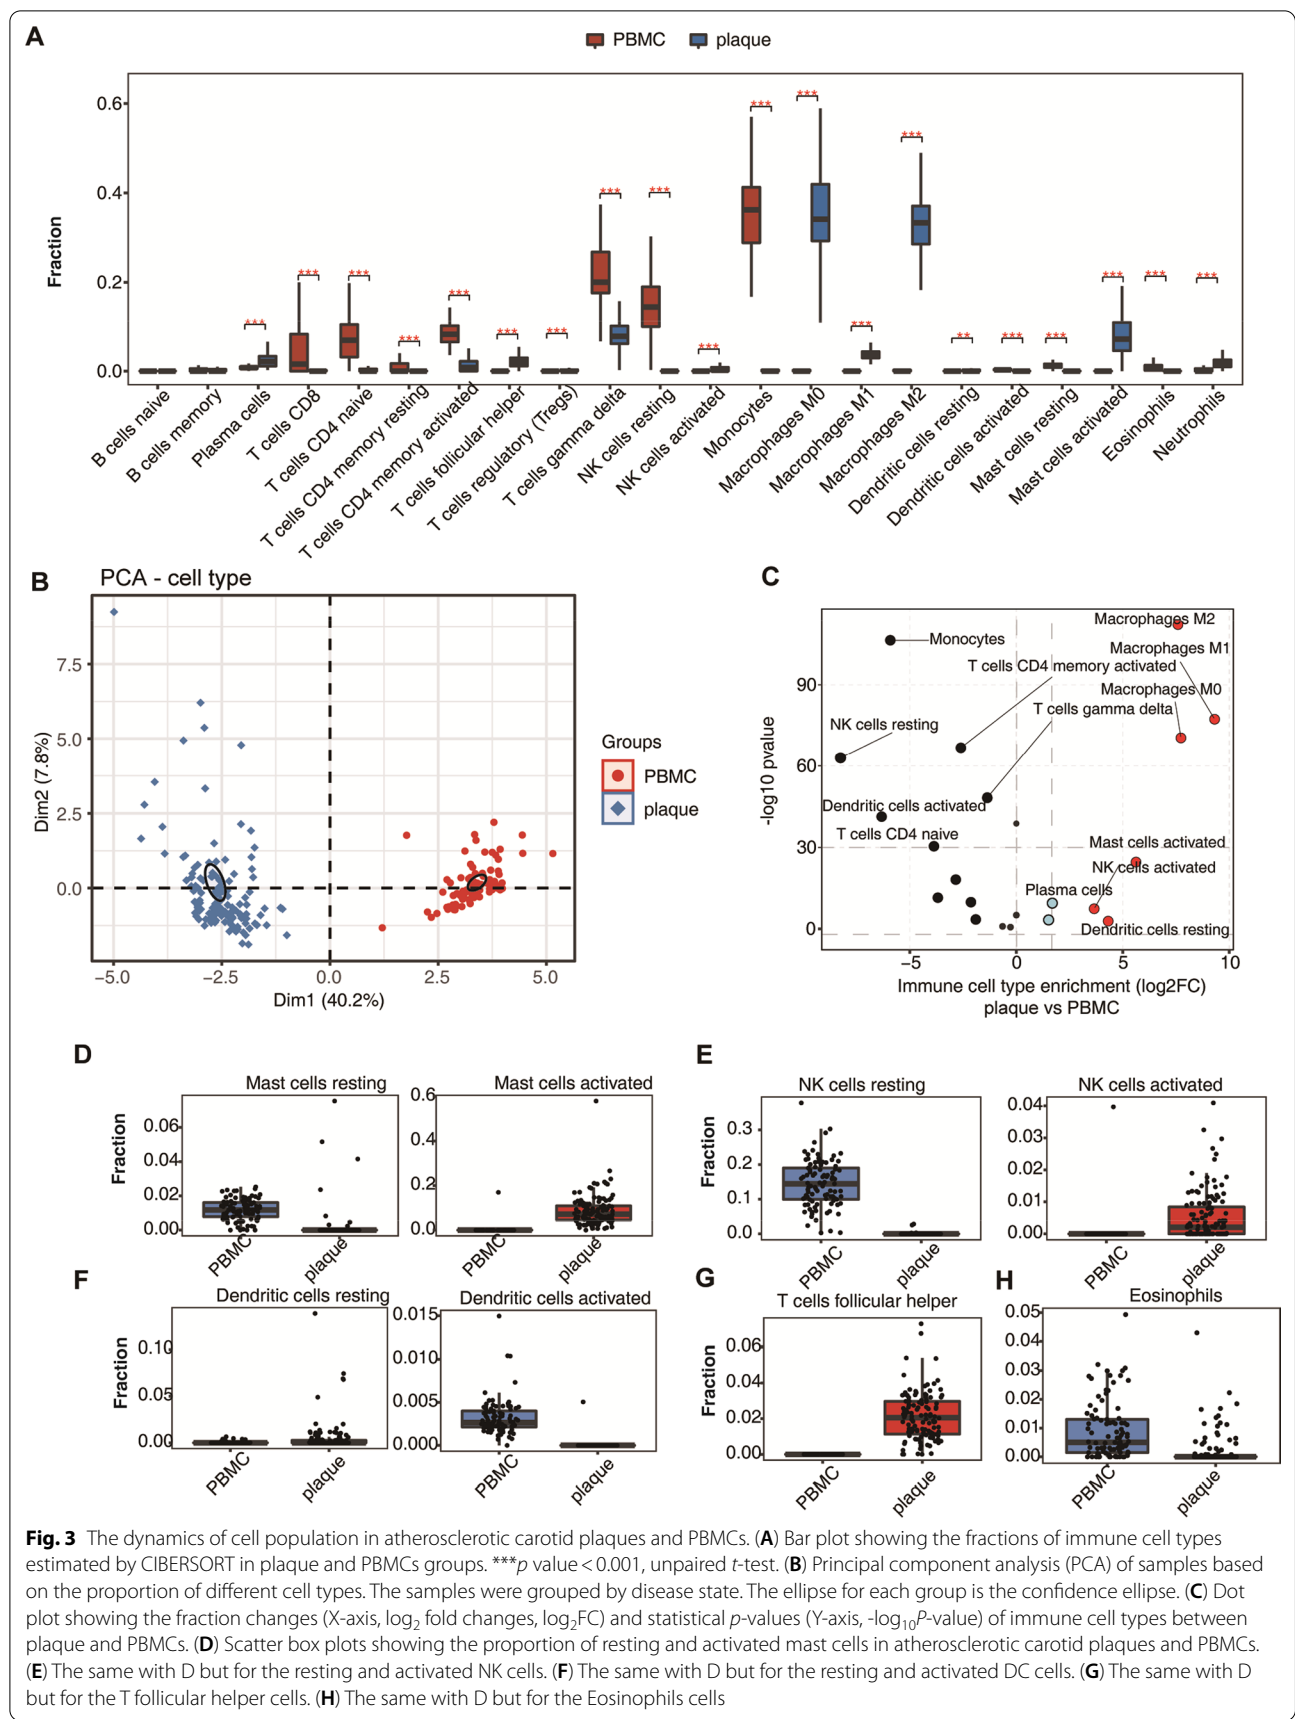 A
PBMC plaque
*** *** *** *** *** *** *** *** *** *** *** *** *** *** ** *** *** *** *** ***
Fraction
0.6
0.4
0.2
0.0
B cells naive
B cells memory
Plasma cells
T cells CD8
T cells CD4 naive
T cells CD4 memory resting
T cells CD4 memory activated
T cells follicular helper
T cells regulatory (Tregs)
T cells gamma delta
NK cells resting
NK cells activated
Monocytes
Macrophages M0
Macrophages M1
Macrophages M2
Dendritic cells resting
Dendritic cells activated
Mast cells resting
Mast cells activated
Eosinophils
Neutrophils
B
PCA - cell type
Dim2 (7.8%)
7.5
5.0
2.5
0.0
−5.0 −2.5 0.0 2.5 5.0
Dim1 (40.2%)
Groups
PBMC
plaque
C
-log10 pvalue
90
60
30
0
Macrophages M2
Monocytes
Macrophages M1
T cells CD4 memory activated
Macrophages M0
T cells gamma delta
NK cells resting
Dendritic cells activated
T cells CD4 naive
Mast cells activated
NK cells activated
Plasma cells
Dendritic cells resting
−5 0 5 10
Immune cell type enrichment (log2FC)
plaque vs PBMC
D
Mast cells resting
Fraction
0.06
0.04
0.02
0.00
PBMC
plaque
Mast cells activated
0.6
0.4
0.2
0.0
PBMC
plaque
E
NK cells resting
Fraction
0.3
0.2
0.1
0.0
PBMC
plaque
NK cells activated
0.04
0.03
0.02
0.01
0.00
PBMC
plaque
F
Dendritic cells resting
Fraction
0.10
0.05
0.00
PBMC
plaque
Dendritic cells activated
0.015
0.010
0.005
0.000
PBMC
plaque
G
T cells follicular helper
Fraction
0.06
0.04
0.02
0.00
PBMC
plaque
H
Eosinophils
0.05
0.04
0.03
0.02
0.01
0.00
PBMC
plaque
Fig. 3 The dynamics of cell population in atherosclerotic carotid plaques and PBMCs. (A) Bar plot showing the fractions of immune cell types
estimated by CIBERSORT in plaque and PBMCs groups. ***p value < 0.001, unpaired t-test. (B) Principal component analysis (PCA) of samples based
on the proportion of different cell types. The samples were grouped by disease state. The ellipse for each group is the confidence ellipse. (C) Dot
plot showing the fraction changes (X-axis, log2 fold changes, log2FC) and statistical p-values (Y-axis, -log10P-value) of immune cell types between
plaque and PBMCs. (D) Scatter box plots showing the proportion of resting and activated mast cells in atherosclerotic carotid plaques and PBMCs.
(E) The same with D but for the resting and activated NK cells. (F) The same with D but for the resting and activated DC cells. (G) The same with D
but for the T follicular helper cells. (H) The same with D but for the Eosinophils cells